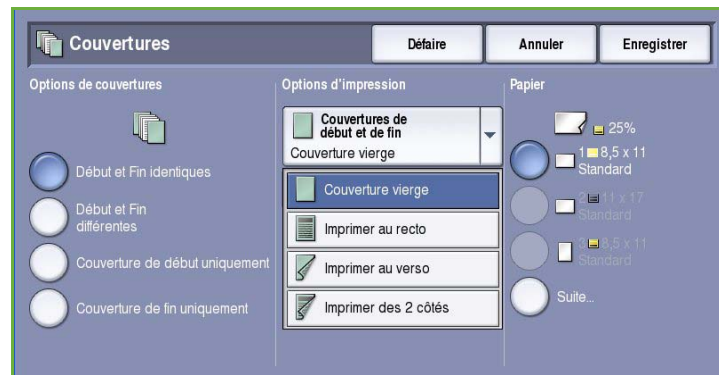 Couvertures
Défaire
Annuler
Enregistrer
Options de couvertures
Options d'impression
Papier
Début et Fin identiques
Début et Fin
différentes
Couverture de début uniquement
Couverture de fin uniquement
Couvertures de
début et de fin
Couverture vierge
Couverture vierge
Imprimer au recto
Imprimer au verso
Imprimer des 2 côtés
25%
1 8,5 x 11
Standard
2 11 x 17
Standard
3 8,5 x 11
Standard
Suite...